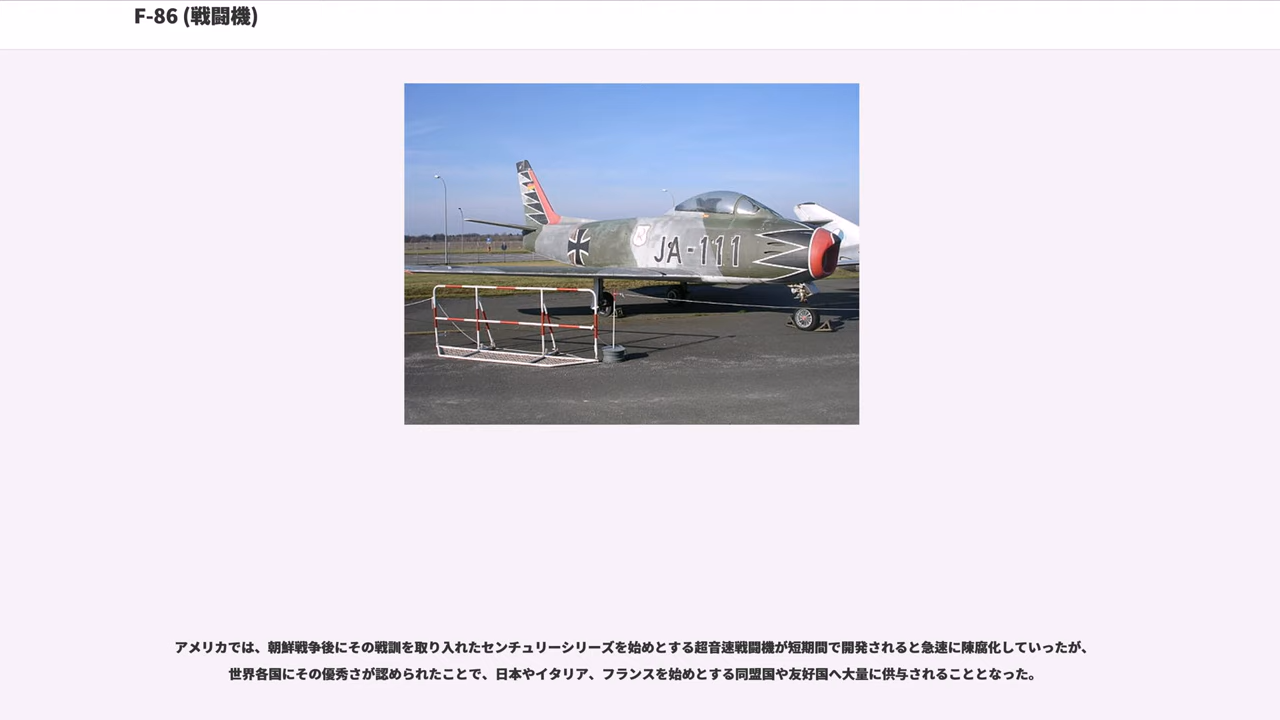 F-86 (戦闘機)
JA-111
アメリカでは、朝鮮戦争後にその戦訓を取り入れたセンチュリーシリーズを始めとする超音速戦闘機が短期間で開発されると急速に陳腐化していったが、
世界各国にその優秀さが認められたことで、日本やイタリア、フランスを始めとする同盟国や友好国へ大量に供与されることとなった。